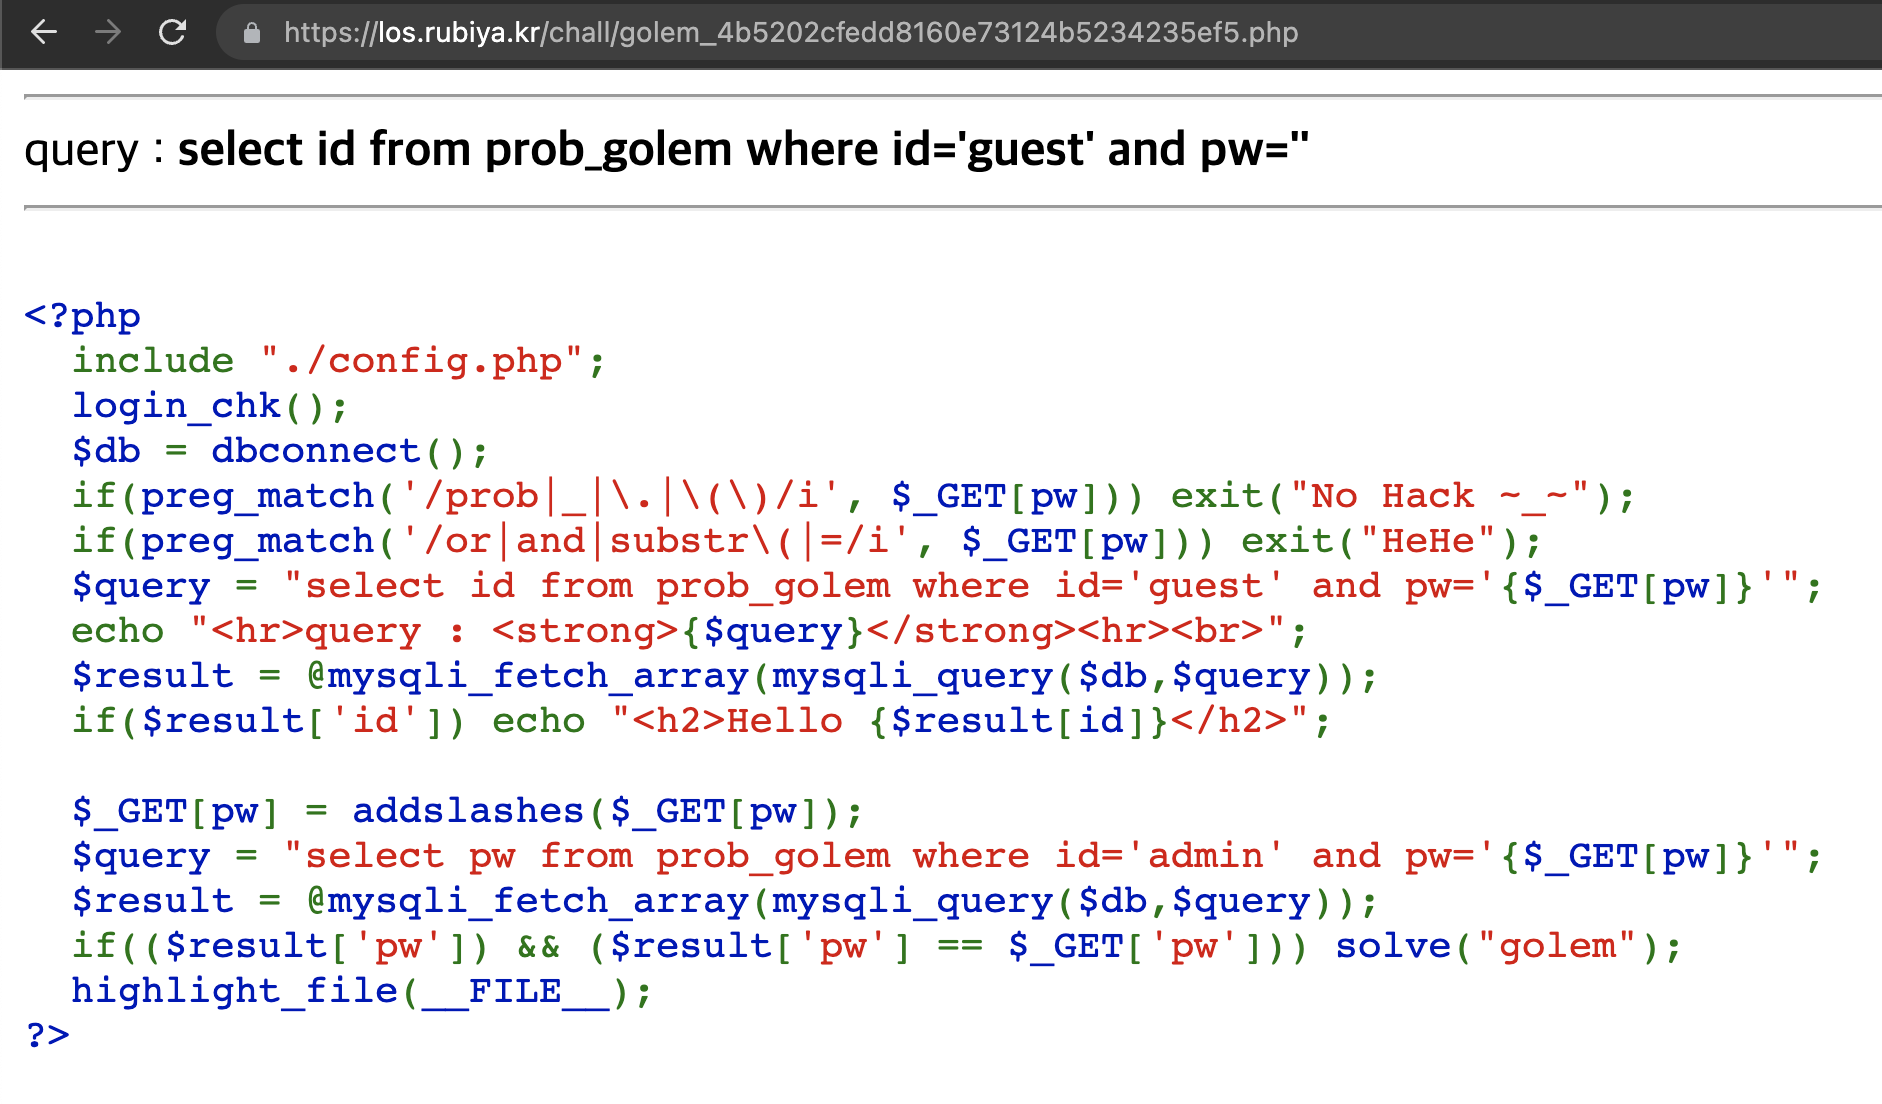 https://los.rubiya.kr/chall/golem_4b5202cfedd8160e73124b5234235ef5.php
query : select id from prob_golem where id='guest' and pw=''
<?php
  include "./config.php";
  login_chk();
  $db = dbconnect();
  if(preg_match('/prob|_|\.|\(\)/i', $_GET[pw])) exit("No Hack ~_~");
  if(preg_match('/or|and|substr\(|=/i', $_GET[pw])) exit("HeHe");
  $query = "select id from prob_golem where id='guest' and pw='{$_GET[pw]}'";
  echo "<hr>query : <strong>{$query}</strong><hr><br>";
  $result = @mysqli_fetch_array(mysqli_query($db,$query));
  if($result['id']) echo "<h2>Hello {$result[id]}</h2>";
  $_GET[pw] = addslashes($_GET[pw]);
  $query = "select pw from prob_golem where id='admin' and pw='{$_GET[pw]}'";
  $result = @mysqli_fetch_array(mysqli_query($db,$query));
  if(($result['pw']) && ($result['pw'] == $_GET['pw'])) solve("golem");
  highlight_file(__FILE__);
?>